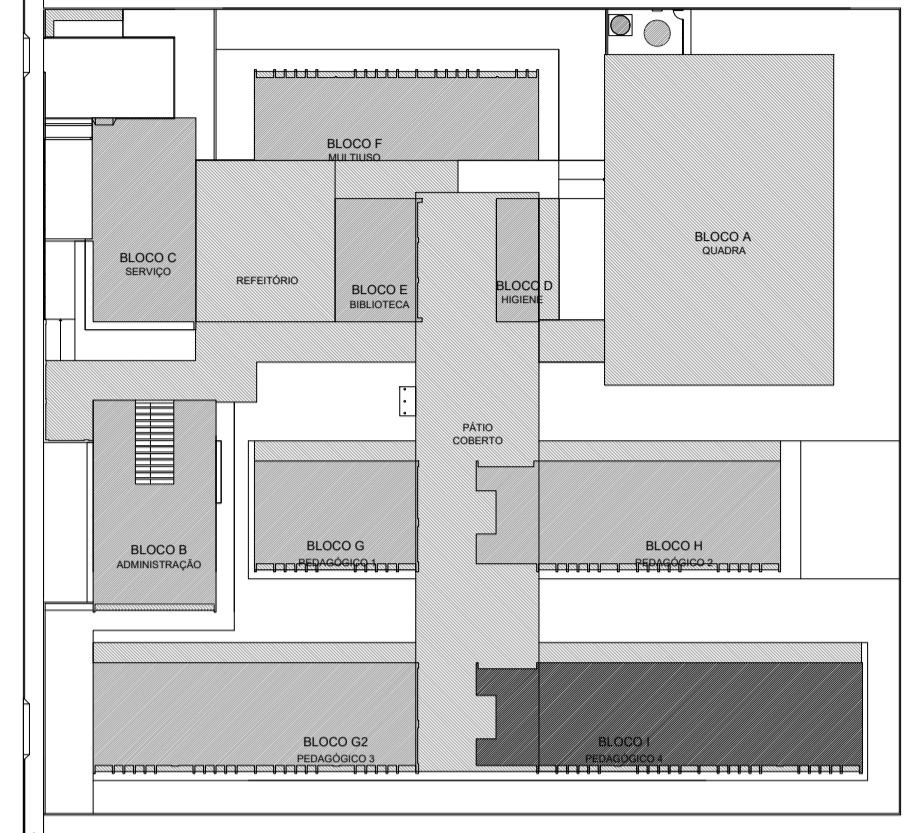 BLOCO F
MULTIUSO
BLOCO A
QUADRA
BLOCO C
SERVIÇO
REFEITÓRIO
BLOCO E
BIBLIOTECA
BLOCO D
HIGIENE
PÁTIO
COBERTO
BLOCO B
ADMINISTRAÇÃO
BLOCO G
PEDAGÓGICO 1
BLOCO H
PEDAGÓGICO 2
BLOCO G2
PEDAGÓGICO 3
BLOCO I
PEDAGÓGICO 4